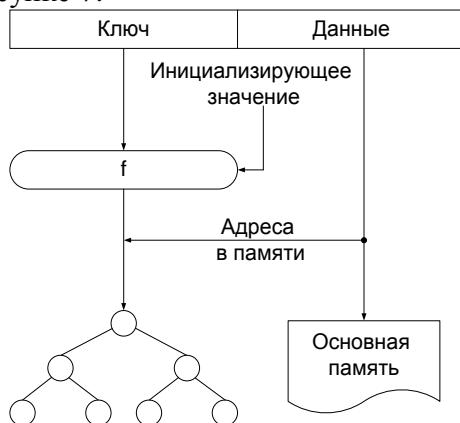 Ключ
Данные
Инициализирующее
значение
f
Адреса
в памяти
Основная
память